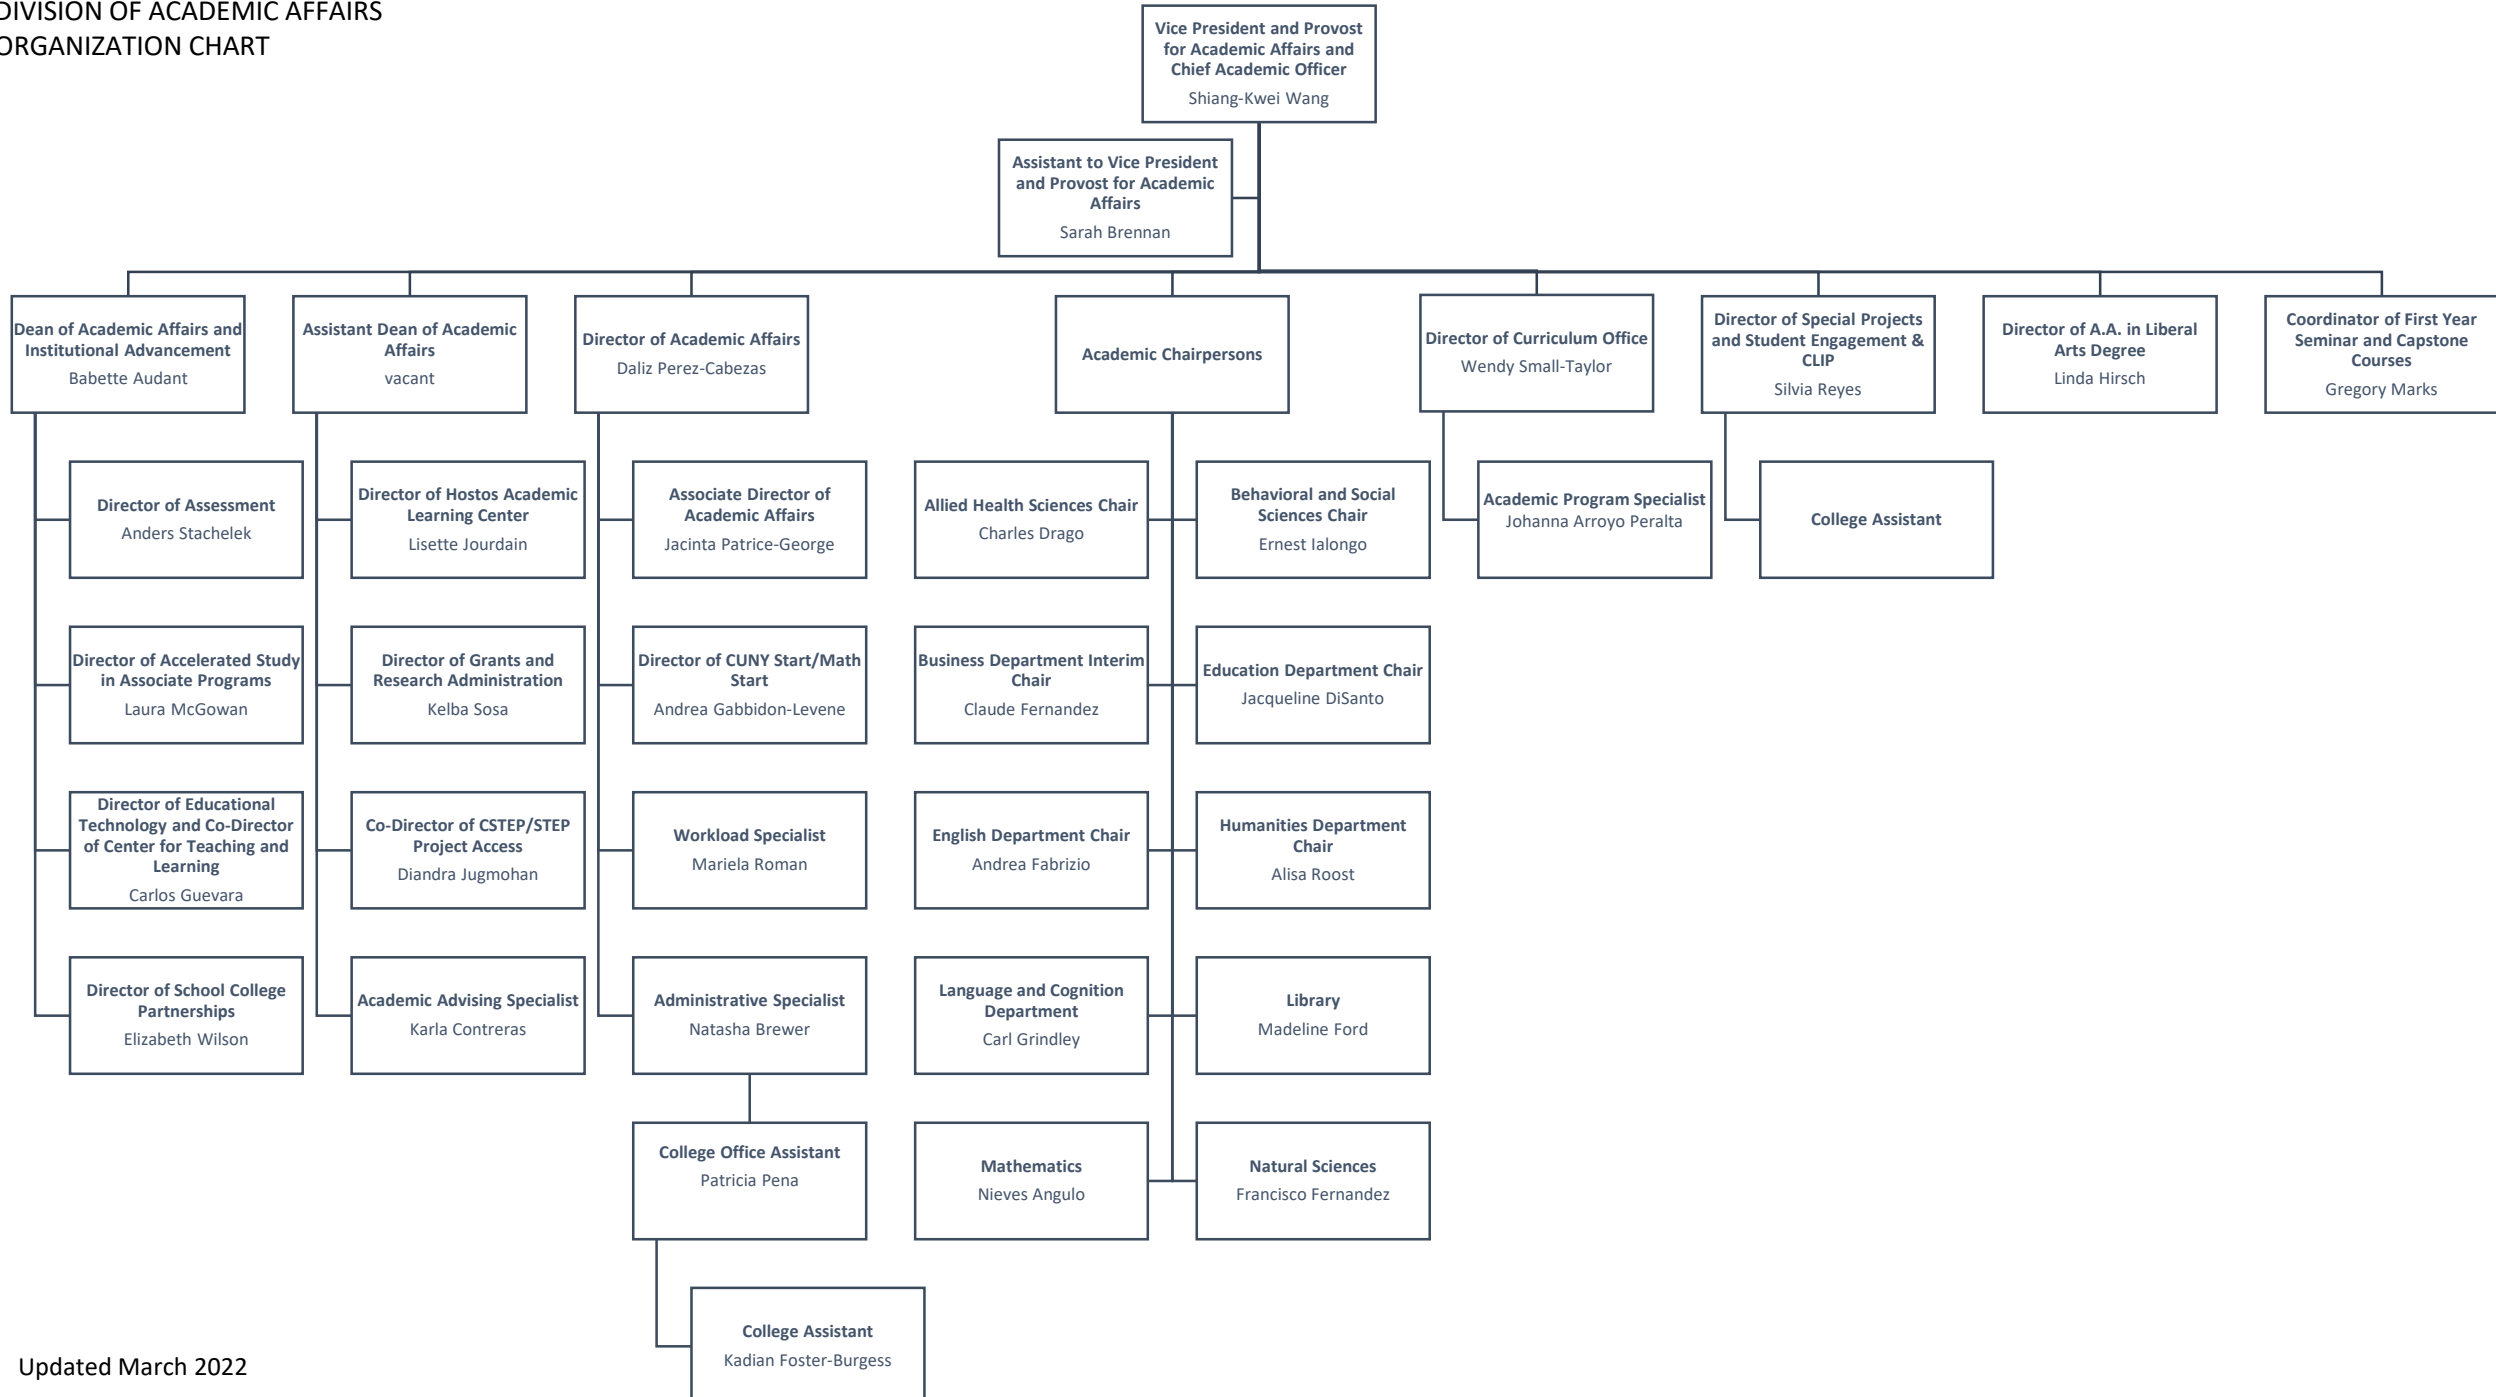 DIVISION OF ACADEMIC AFFAIRS
ORGANIZATION CHART
Vice President and Provost
for Academic Affairs and
Chief Academic Officer
Shiang-Kwei Wang
Assistant to Vice President
and Provost for Academic
Affairs
Sarah Brennan
Dean of Academic Affairs and
Institutional Advancement
Babette Audant
Assistant Dean of Academic
Affairs
vacant
Director of Academic Affairs
Daliz Perez-Cabezas
Academic Chairpersons
Director of Curriculum Office
Wendy Small-Taylor
Director of Special Projects
and Student Engagement &
CLIP
Silvia Reyes
Director of A.A. in Liberal
Arts Degree
Linda Hirsch
Coordinator of First Year
Seminar and Capstone
Courses
Gregory Marks
Director of Assessment
Anders Stachelek
Director of Hostos Academic
Learning Center
Lisette Jourdain
Associate Director of
Academic Affairs
Jacinta Patrice-George
Allied Health Sciences Chair
Charles Drago
Behavioral and Social
Sciences Chair
Ernest Ialongo
Academic Program Specialist
Johanna Arroyo Peralta
College Assistant
Director of Accelerated Study
in Associate Programs
Laura McGowan
Director of Grants and
Research Administration
Kelba Sosa
Director of CUNY Start/Math
Start
Andrea Gabbidon-Levene
Business Department Interim
Chair
Claude Fernandez
Education Department Chair
Jacqueline DiSanto
Director of Educational
Technology and Co-Director
of Center for Teaching and
Learning
Carlos Guevara
Co-Director of CSTEP/STEP
Project Access
Diandra Jugmohan
Workload Specialist
Mariela Roman
English Department Chair
Andrea Fabrizio
Humanities Department
Chair
Alisa Roost
Director of School College
Partnerships
Elizabeth Wilson
Academic Advising Specialist
Karla Contreras
Administrative Specialist
Natasha Brewer
Language and Cognition
Department
Carl Grindley
Library
Madeline Ford
College Office Assistant
Patricia Pena
Mathematics
Nieves Angulo
Natural Sciences
Francisco Fernandez
College Assistant
Kadian Foster-Burgess
Updated March 2022